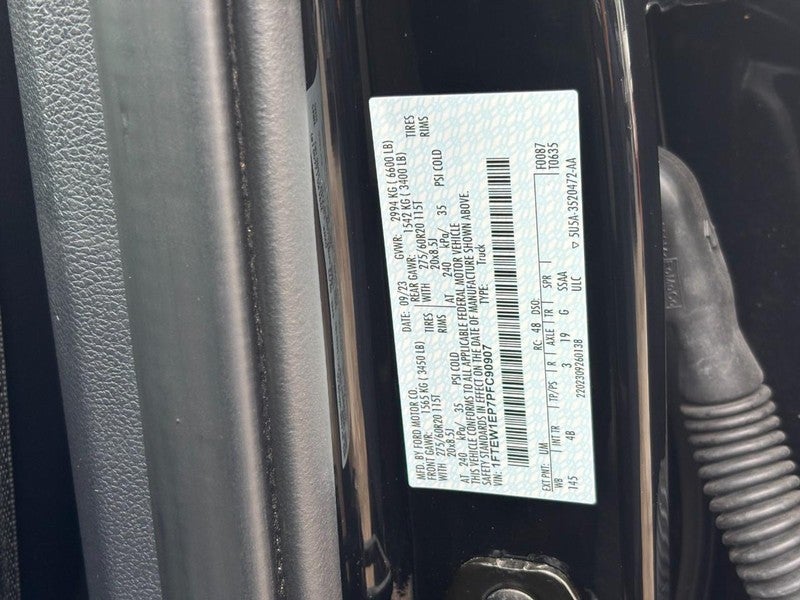 MFD. BY FORD MOTOR CO.
DATE: 09/23 GVWR: 2994 KG ( 6600 LB)
FRONT GAWR: 1565 KG ( 3450 LB) REAR GAWR: 1542 KG ( 3400 LB)
WITH 275/60R20 115T TIRES WITH 275/60R20 115T TIRES
20x8.5J RIMS 20x8.5J RIMS
AT 240 kPa/ 35 PSI COLD AT 240 kPa/ 35 PSI COLD
THIS VEHICLE CONFORMS TO ALL APPLICABLE FEDERAL MOTOR VEHICLE
SAFETY STANDARDS IN EFFECT ON THE DATE OF MANUFACTURE SHOWN ABOVE.
VIN: 1FTEW1EP7PFC90907 TYPE: Truck
F0087
T0635
EXT PNT: UM RC: 48 DSO:
WB INT TR TP/PS R AXLE TR SPR
145 4B 3 19 G SSAA
2202309260138 ULC
▽ 5U5A-3520472-AA